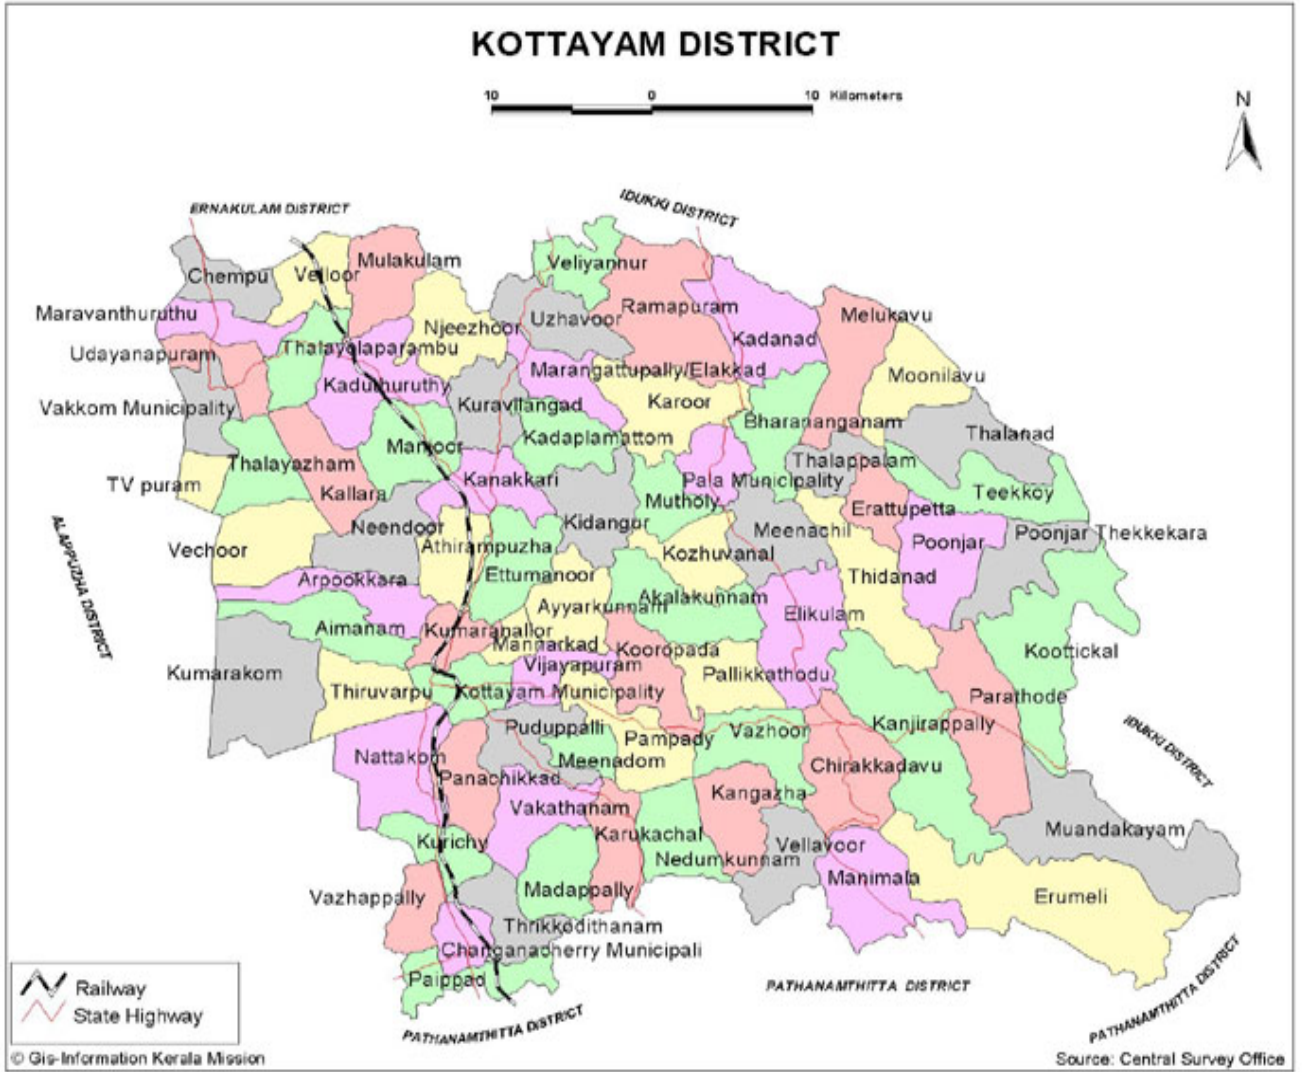 KOTTAYAM DISTRICT
10 0 10 Kilometers
N
ERNAKULAM DISTRICT
IDUKKI DISTRICT
Chempu
Velloor
Mulakulam
Veliyannur
Maravanthuruthu
Njeezhoor
Uzhavoor
Ramapuram
Kadanad
Melukavu
Udayanapuram
Thalayolaparambu
Kaduthuruthy
Marangattupally/Elakkad
Moonilavu
Vakkom Municipality
Kuravilangad
Karoor
Bharananganam
Manjoor
Kadaplamattom
Thalanad
Thalayazham
Thalappalam
TV puram
Kallara
Kanakkari
Mutholy
Pala Municipality
Teekkoy
Erattupetta
Neendoor
Kidangur
Meenachil
Poonjar
Poonjar Thekkekara
Vechoor
Athirampuzha
Kozhuvanal
Arpookkara
Ettumanoor
Thidanad
Ayyarkunnam
Akalakunnam
Elikulam
ALAPPUZHA DISTRICT
Aimanam
Kumaranallor
Mannarkad
Kooropada
Koottickal
Kumarakom
Vijayapuram
Pallikkathodu
Thiruvarpu
Kottayam Municipality
Parathode
Puduppalli
Pampady
Vazhoor
Kanjirappally
IDUKKI DISTRICT
Nattakom
Meenadom
Panachikkad
Chirakkadavu
Vakathanam
Kangazha
Kurichy
Karukachal
Muandakayam
Nedumkunnam
Vellavoor
Vazhappally
Madappally
Manimala
Erumeli
Thrikkodithanam
Changanacherry Municipali
Paippad
PATHANAMTHITTA DISTRICT
PATHANAMTHITTA DISTRICT
PATHANAMTHITTA DISTRICT
Railway
State Highway
© Gis-Information Kerala Mission
Source: Central Survey Office